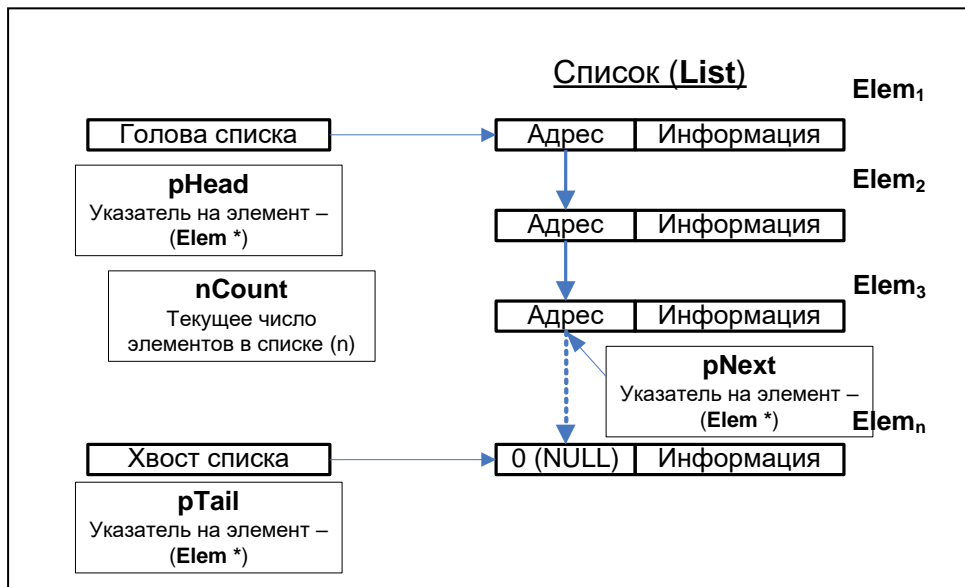 Список (List)
Elem₁
Голова списка
Адрес
Информация
pHead
Указатель на элемент –
(Elem *)
Elem₂
Адрес
Информация
nCount
Текущее число
элементов в списке (n)
Elem₃
Адрес
Информация
pNext
Указатель на элемент –
(Elem *)
Elemₙ
Хвост списка
0 (NULL)
Информация
pTail
Указатель на элемент –
(Elem *)